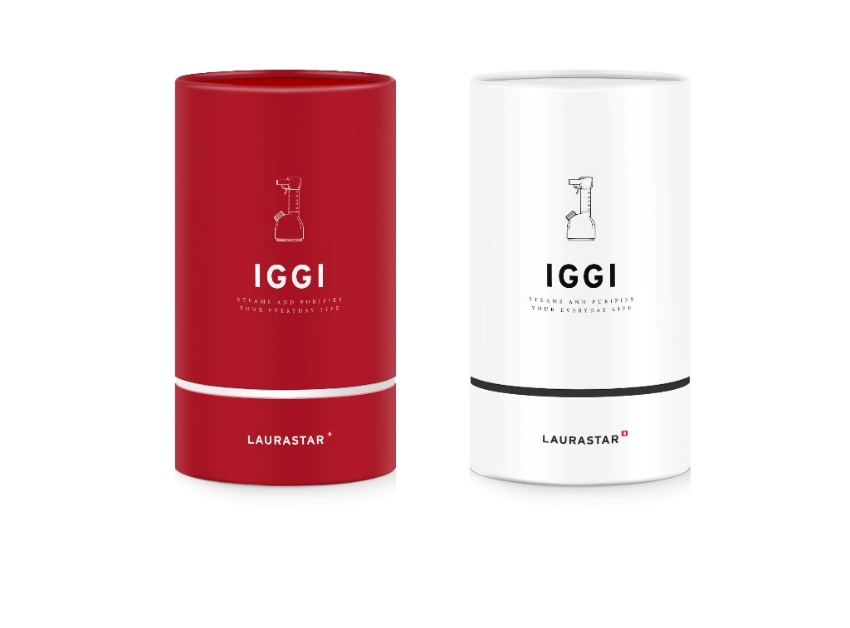 IGGI
STEAMS AND PURIFIES
YOUR EVERYDAY LIFE
LAURASTAR
IGGI
STEAMS AND PURIFIES
YOUR EVERYDAY LIFE
LAURASTAR